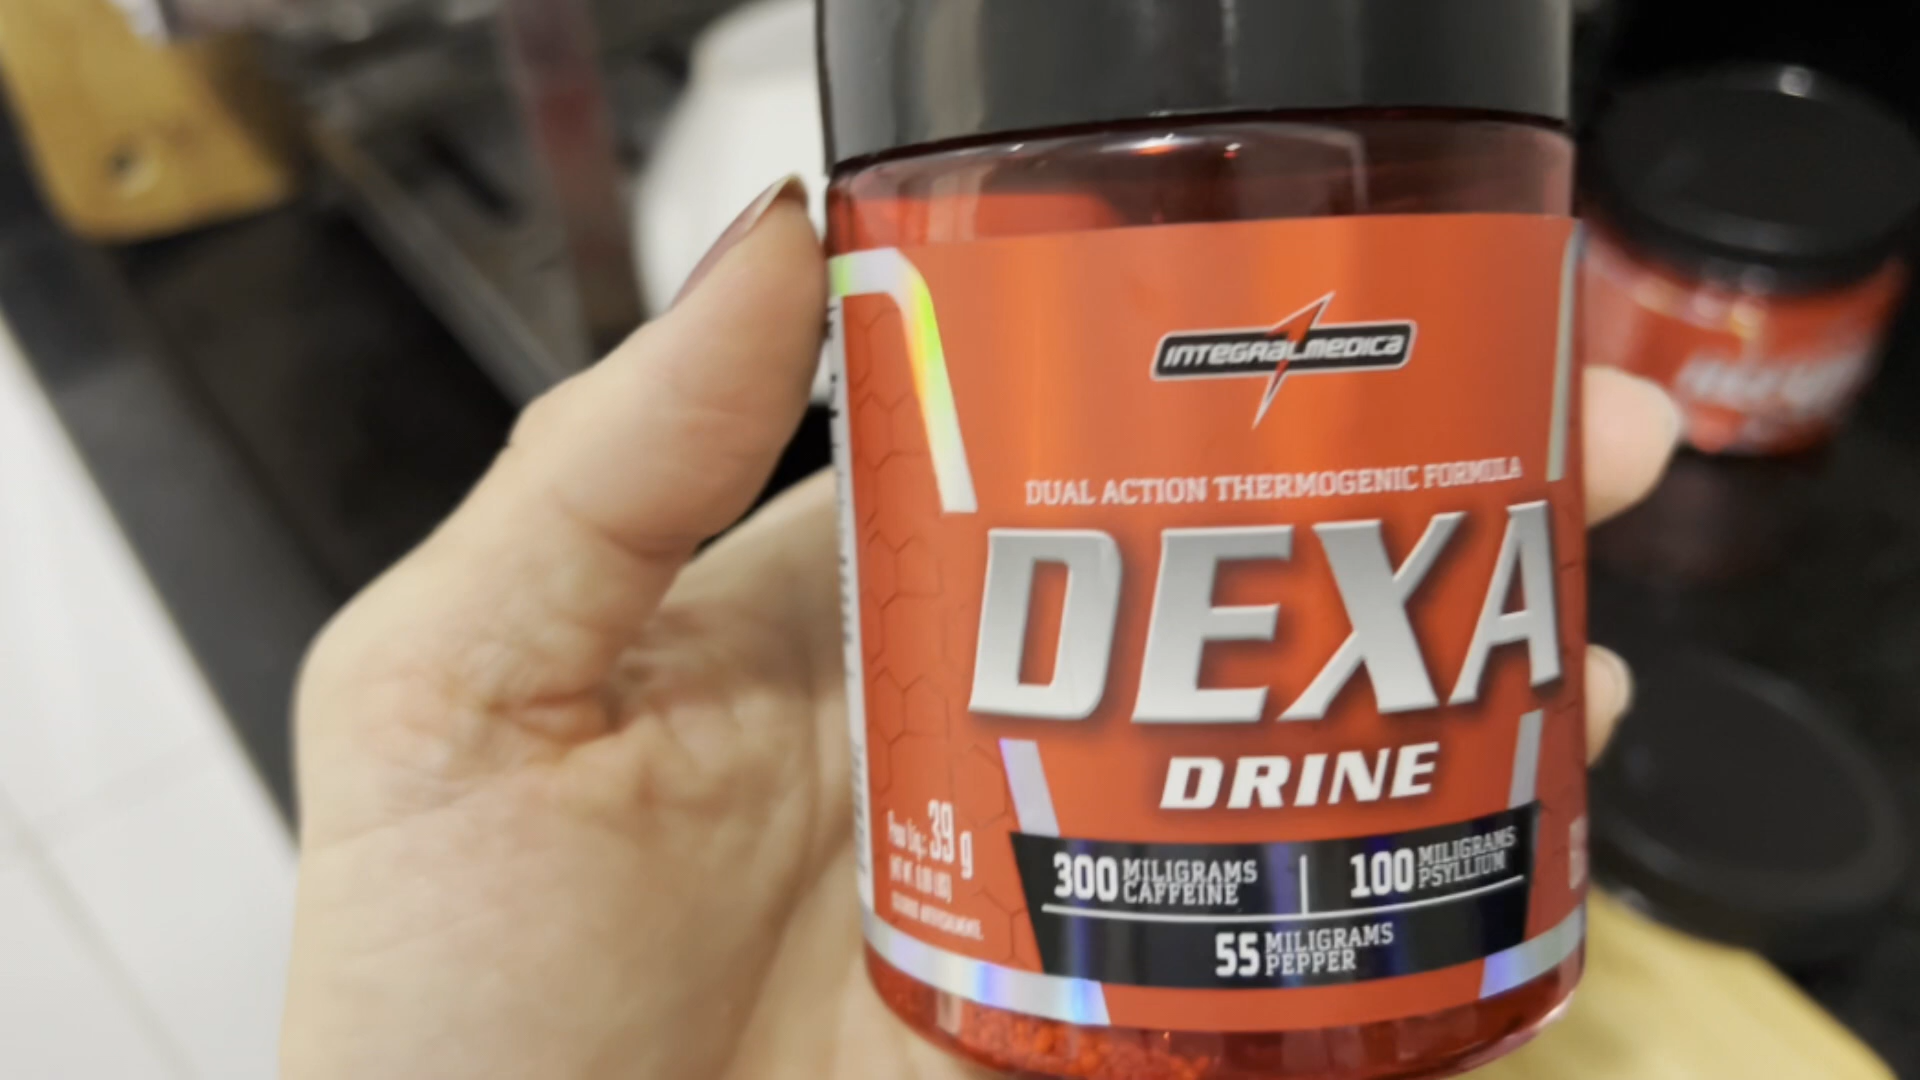 INTEGRALMEDICA
DUAL ACTION THERMOGENIC FORMULA
DEXA
DRINE
300 MILIGRAMS CAFFEINE
100 MILIGRAMS PSYLLIUM
55 MILIGRAMS PEPPER
39 g